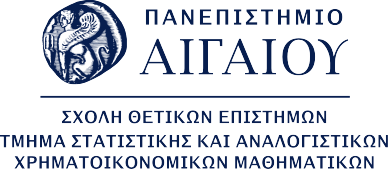 ΠΑΝΕΠΙΣΤΗΜΙΟ
ΑΙΓΑΙΟΥ
ΣΧΟΛΗ ΘΕΤΙΚΩΝ ΕΠΙΣΤΗΜΩΝ
ΤΜΗΜΑ ΣΤΑΤΙΣΤΙΚΗΣ ΚΑΙ ΑΝΑΛΟΓΙΣΤΙΚΩΝ
ΧΡΗΜΑΤΟΙΚΟΝΟΜΙΚΩΝ ΜΑΘΗΜΑΤΙΚΩΝ